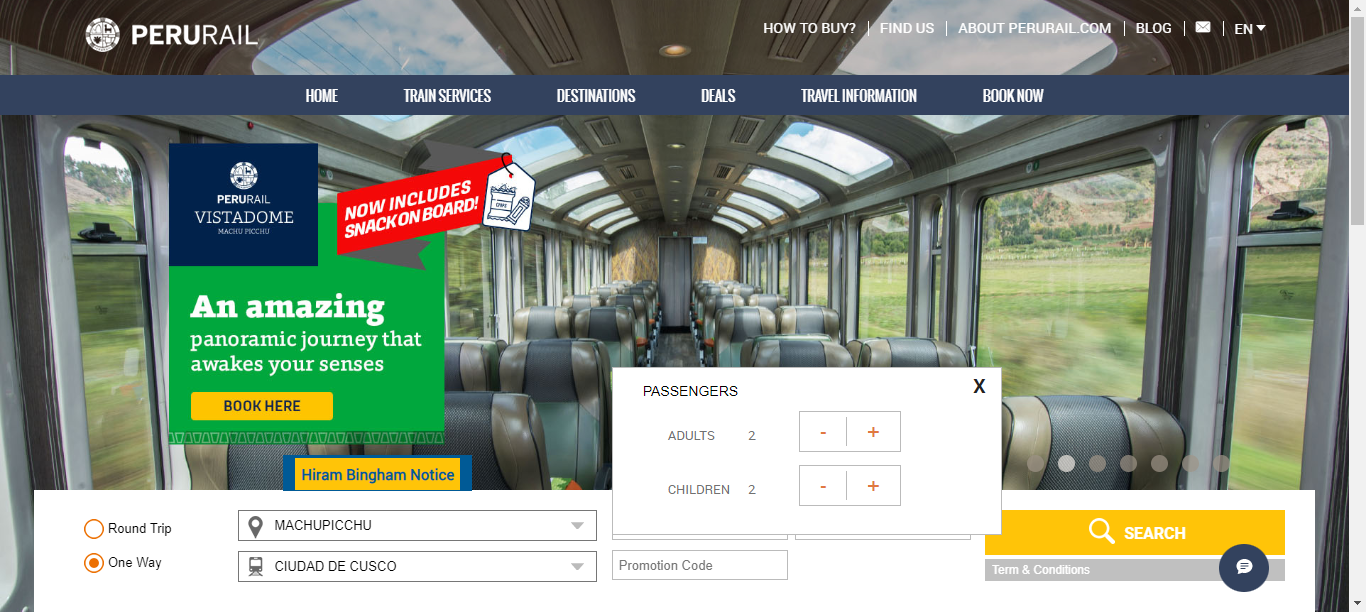 PERURAIL
HOW TO BUY?
FIND US
ABOUT PERURAIL.COM
BLOG
EN
HOME
TRAIN SERVICES
DESTINATIONS
DEALS
TRAVEL INFORMATION
BOOK NOW
PERURAIL
VISTADOME
MACHU PICCHU
NOW INCLUDES
SNACK ON BOARD!
An amazing
panoramic journey that
awakes your senses
BOOK HERE
Hiram Bingham Notice
PASSENGERS
X
ADULTS 2 - +
CHILDREN 2 - +
Round Trip
One Way
MACHUPICCHU
CIUDAD DE CUSCO
Promotion Code
SEARCH
Term & Conditions